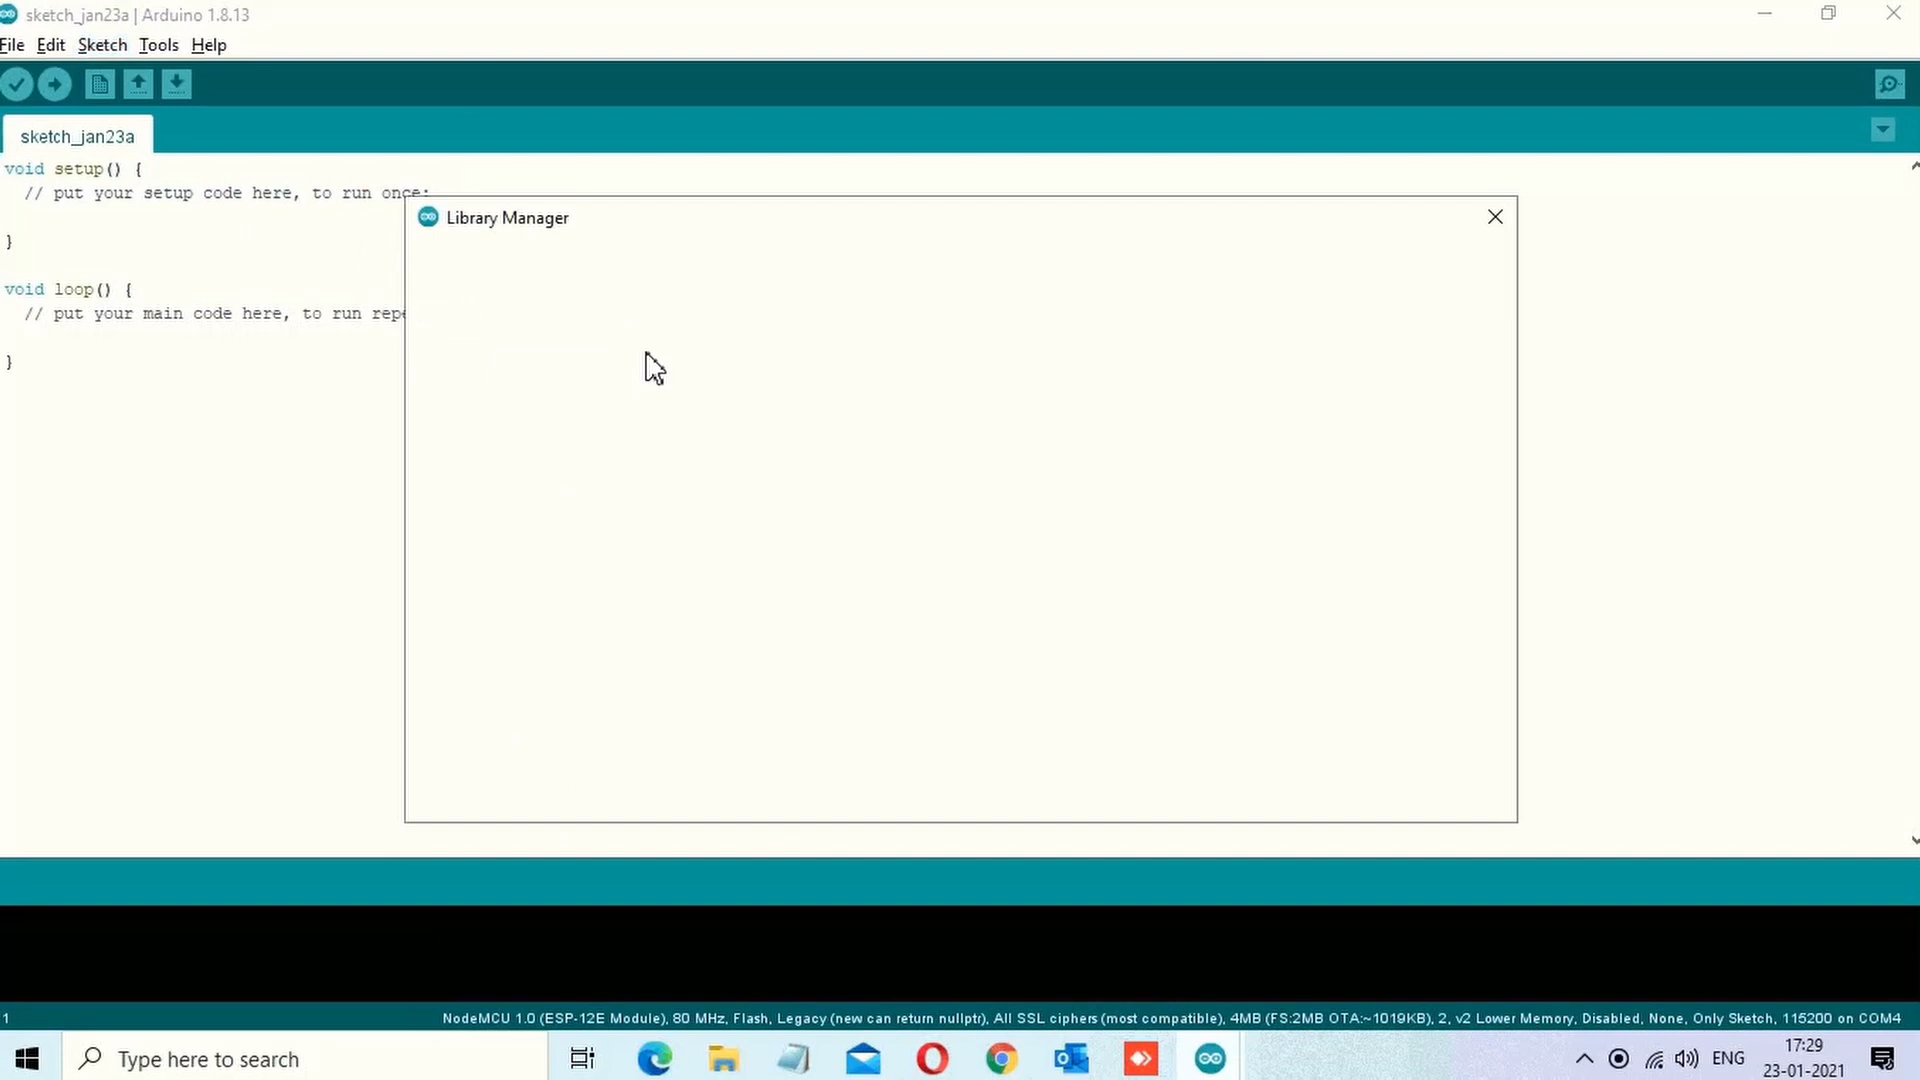 sketch_jan23a | Arduino 1.8.13
File Edit Sketch Tools Help
sketch_jan23a
void setup() {
// put your setup code here, to run once:
}
void loop() {
// put your main code here, to run repe
}
Library Manager
1
NodeMCU 1.0 (ESP-12E Module), 80 MHz, Flash, Legacy (new can return nullptr), All SSL ciphers (most compatible), 4MB (FS:2MB OTA:~1019KB), 2, v2 Lower Memory, Disabled, None, Only Sketch, 115200 on COM4
Type here to search
ENG
17:29
23-01-2021